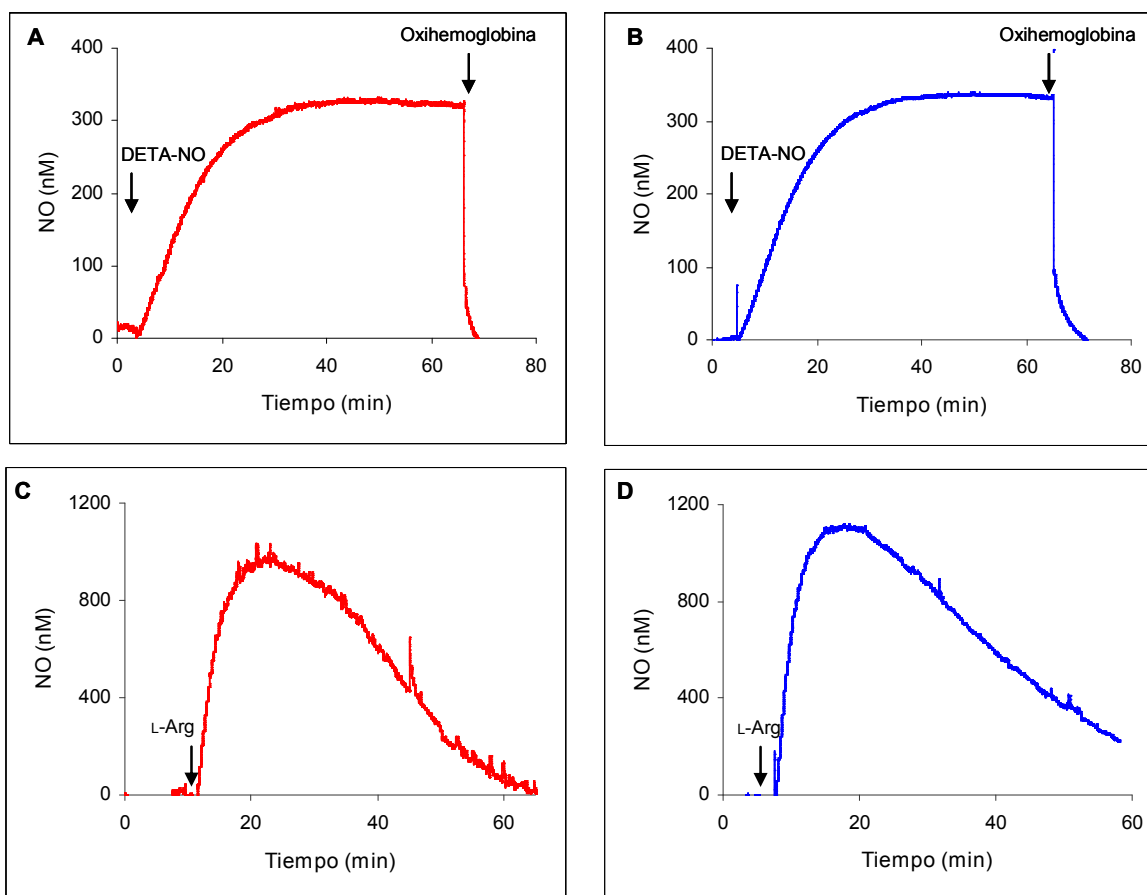 A
Oxihemoglobina
400
300
200
100
0
NO (nM)
DETA-NO
0 20 40 60 80
Tiempo (min)
B
Oxihemoglobina
400
300
200
100
0
NO (nM)
DETA-NO
0 20 40 60 80
Tiempo (min)
C
1200
800
400
0
NO (nM)
L-Arg
0 20 40 60
Tiempo (min)
D
1200
800
400
0
NO (nM)
L-Arg
0 20 40 60
Tiempo (min)